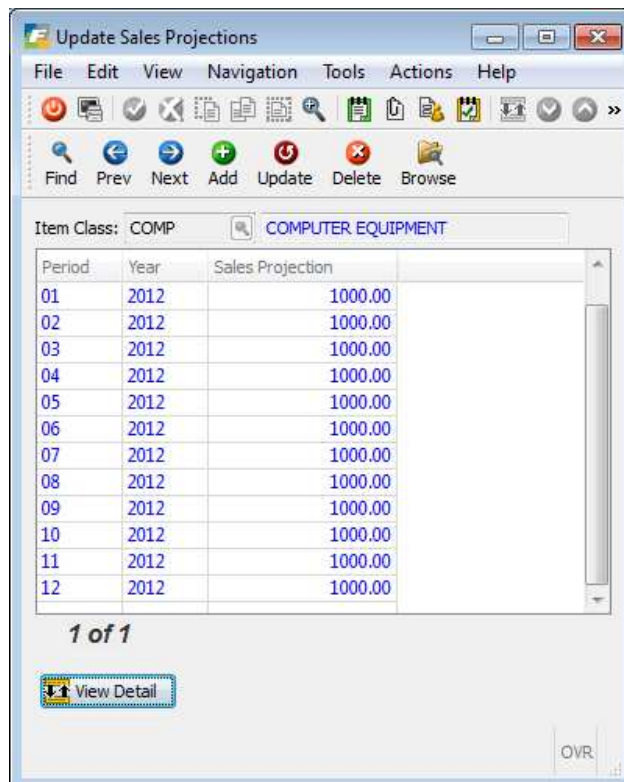 Update Sales Projections
File Edit View Navigation Tools Actions Help
»
Find Prev Next Add Update Delete Browse
Item Class: COMP COMPUTER EQUIPMENT
Period Year Sales Projection
01 2012 1000.00
02 2012 1000.00
03 2012 1000.00
04 2012 1000.00
05 2012 1000.00
06 2012 1000.00
07 2012 1000.00
08 2012 1000.00
09 2012 1000.00
10 2012 1000.00
11 2012 1000.00
12 2012 1000.00
1 of 1
View Detail
OVR